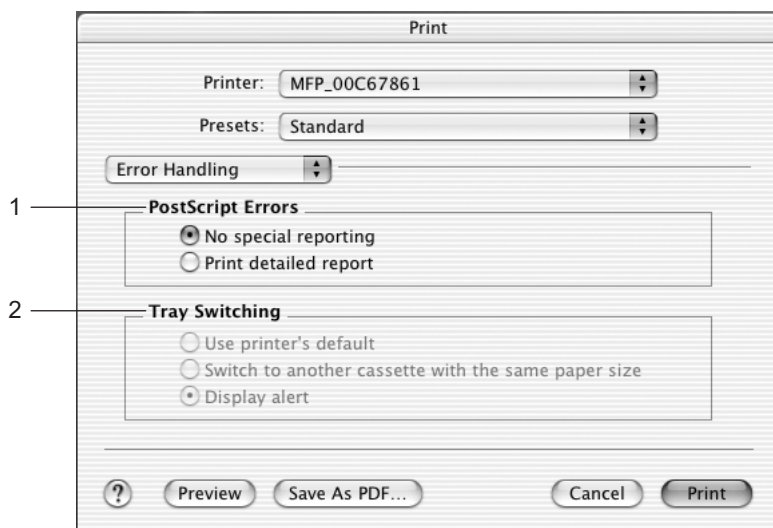 Print
Printer: MFP_00C67861
Presets: Standard
Error Handling
1 PostScript Errors
No special reporting
Print detailed report
2 Tray Switching
Use printer's default
Switch to another cassette with the same paper size
Display alert
? Preview Save As PDF... Cancel Print